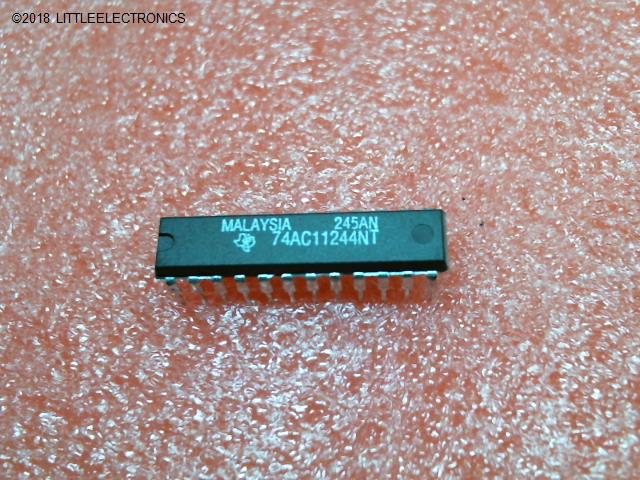 ©2018 LITTLEELECTRONICS
MALAYSIA 245AN
74AC11244NT